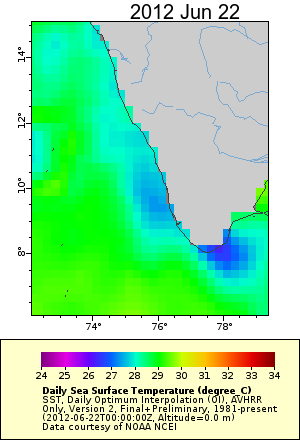 2012 Jun 22
14°
12°
10°
8°
74°
76°
78°
24 25 26 27 28 29 30 31 32 33 34
Daily Sea Surface Temperature (degree_C)
SST, Daily Optimum Interpolation (OI), AVHRR
Only, Version 2, Final+Preliminary, 1981-present
(2012-06-22T00:00:00Z, Altitude=0.0 m)
Data courtesy of NOAA NCEI